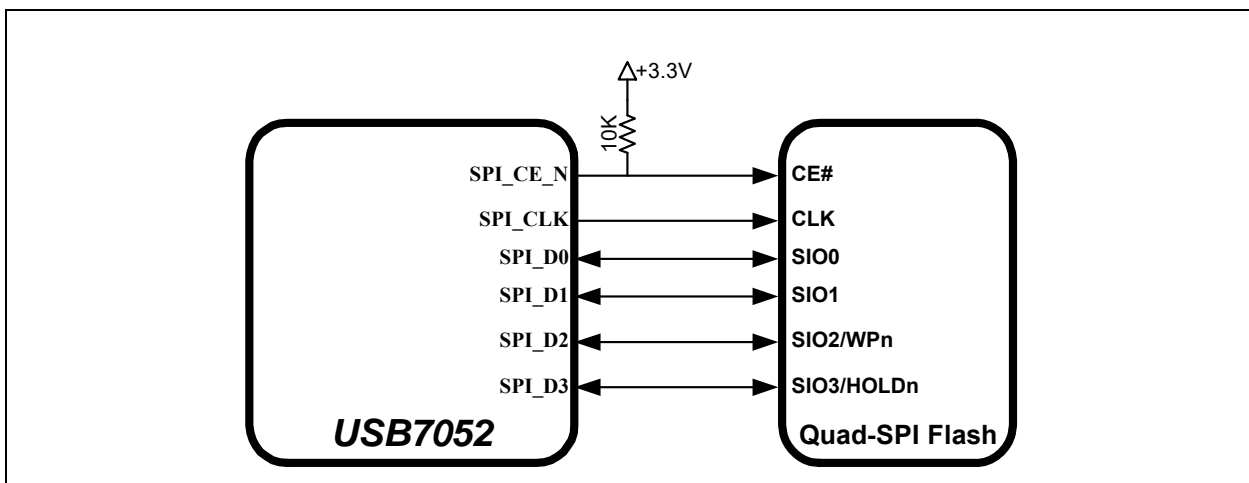 +3.3V
10K
SPI_CE_N CE#
SPI_CLK CLK
SPI_D0 SIO0
SPI_D1 SIO1
SPI_D2 SIO2/WPn
SPI_D3 SIO3/HOLDn
USB7052 Quad-SPI Flash